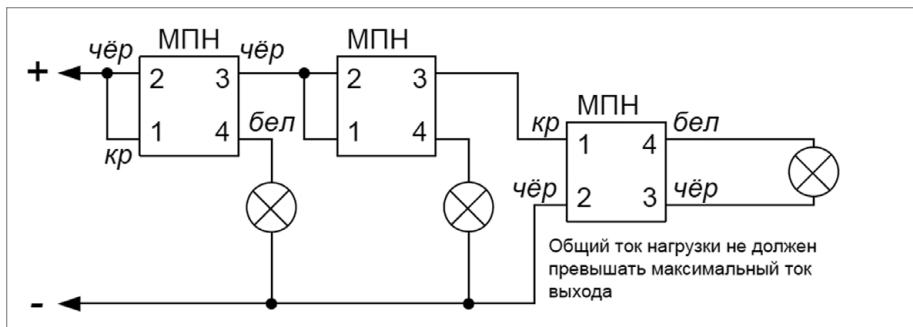 МПН
МПН
чёр
чёр
+
2 3
2 3
МПН
1 4
бел
1 4
кр
бел
кр
1 4
чёр
чёр
2 3
Общий ток нагрузки не должен
превышать максимальный ток
выхода
-